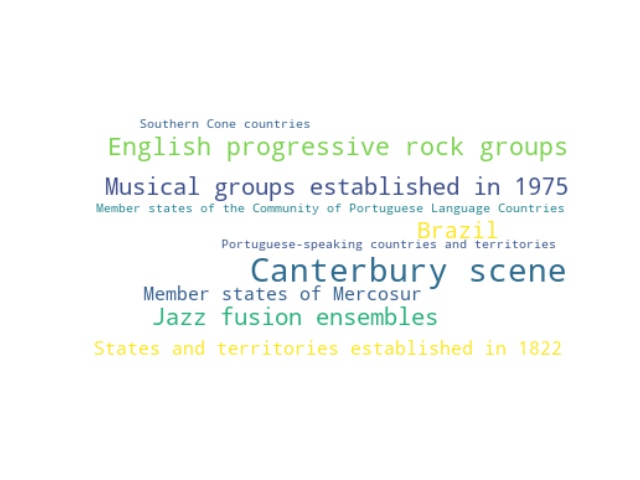 Southern Cone countries
English progressive rock groups
Musical groups established in 1975
Member states of the Community of Portuguese Language Countries
Brazil
Portuguese-speaking countries and territories
Canterbury scene
Member states of Mercosur
Jazz fusion ensembles
States and territories established in 1822